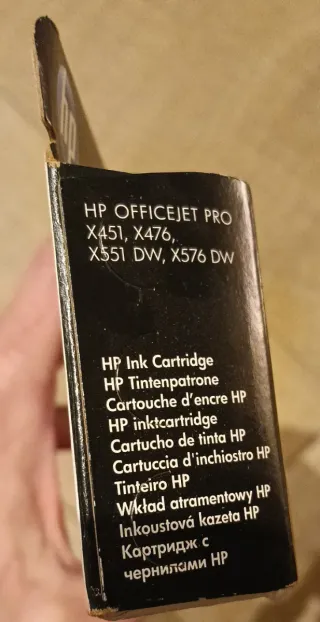 hp
HP OFFICEJET PRO
X451, X476,
X551 DW, X576 DW
HP Ink Cartridge
HP Tintenpatrone
Cartouche d'encre HP
HP inktcartridge
Cartucho de tinta HP
Cartuccia d'inchiostro HP
Tinteiro HP
Wkład atramentowy HP
Inkoustová kazeta HP
Картридж с
чернилами HP